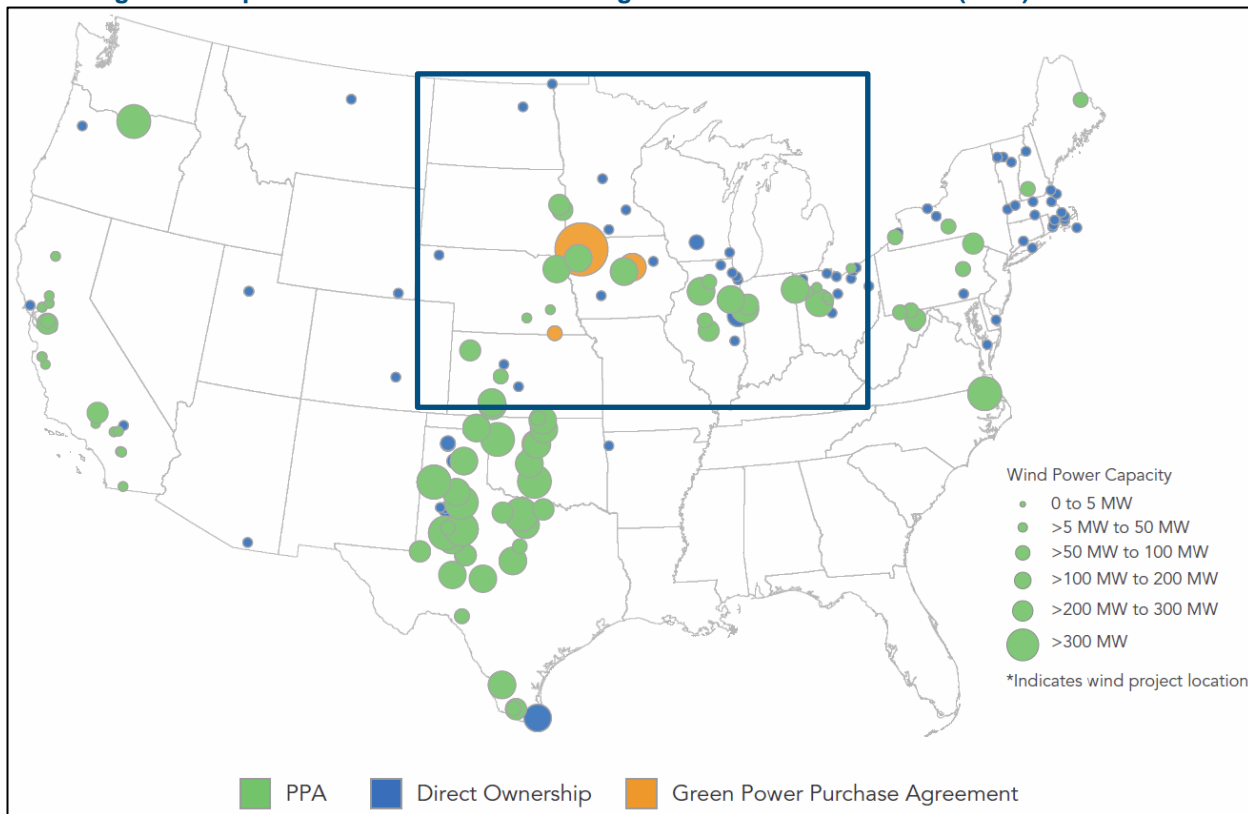 Wind Power Capacity
0 to 5 MW
>5 MW to 50 MW
>50 MW to 100 MW
>100 MW to 200 MW
>200 MW to 300 MW
>300 MW
*Indicates wind project location
PPA
Direct Ownership
Green Power Purchase Agreement